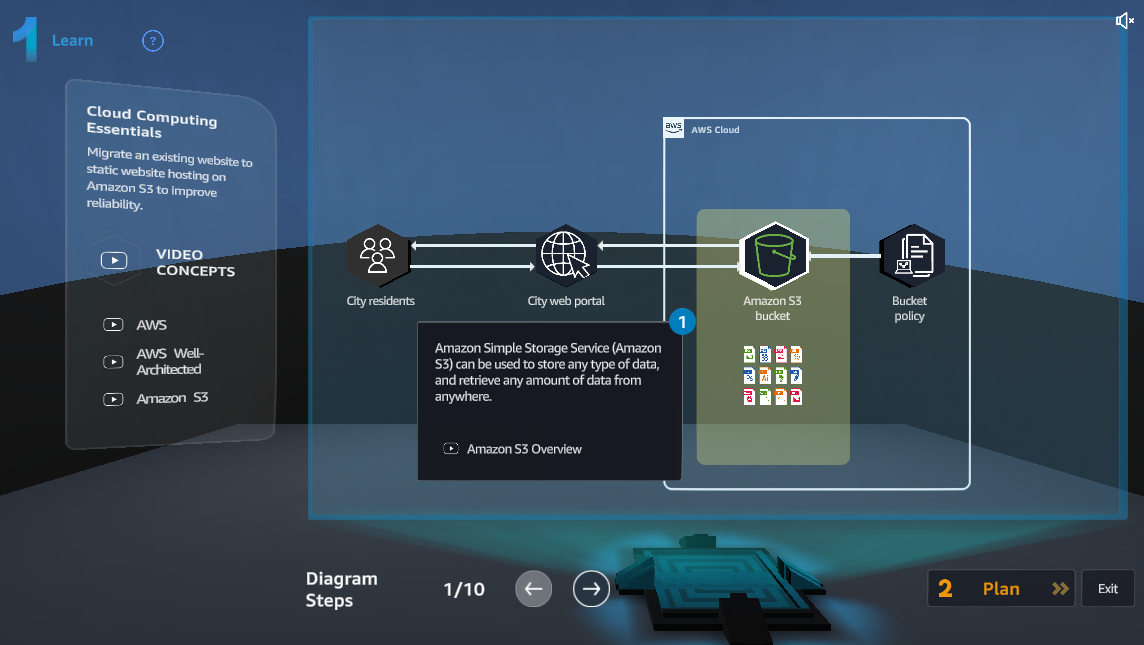 1 Learn ?
Cloud Computing
Essentials
Migrate an existing website to
static website hosting on
Amazon S3 to improve
reliability.
VIDEO
CONCEPTS
AWS
AWS Well-
Architected
Amazon S3
aws AWS Cloud
City residents
City web portal
Amazon S3
bucket
Bucket
policy
1
Amazon Simple Storage Service (Amazon
S3) can be used to store any type of data,
and retrieve any amount of data from
anywhere.
Amazon S3 Overview
Diagram
Steps
1/10
2 Plan
Exit